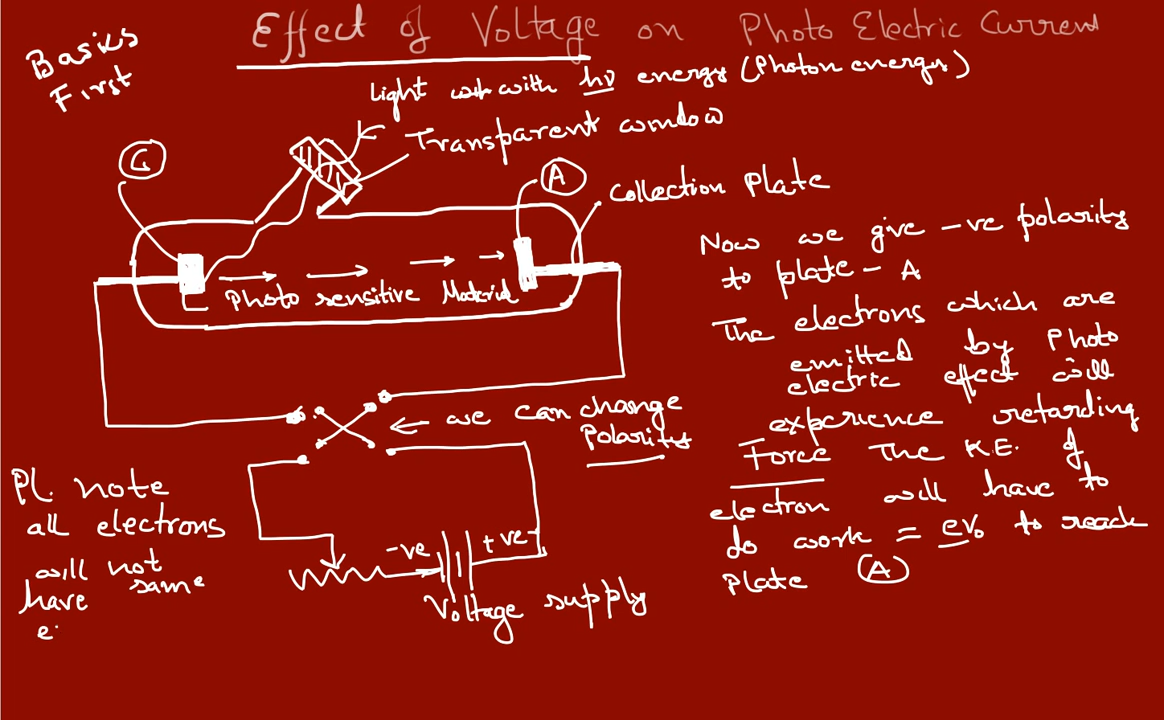 Effect of Voltage on Photo Electric Current
Basics
First
Light with hν energy (Photon energy)
Transparent window
C
A
Collection Plate
Photo sensitive Material
we can change
Polarity
-ve
+ve
Voltage supply
Pl. note
all electrons
will not
have same
e
Now we give -ve polarity
to plate - A
The electrons which are
emitted by Photo
electric effect will
experience retarding
Force The K.E. of
electron will have to
do work = eV₀ to reach
Plate (A)